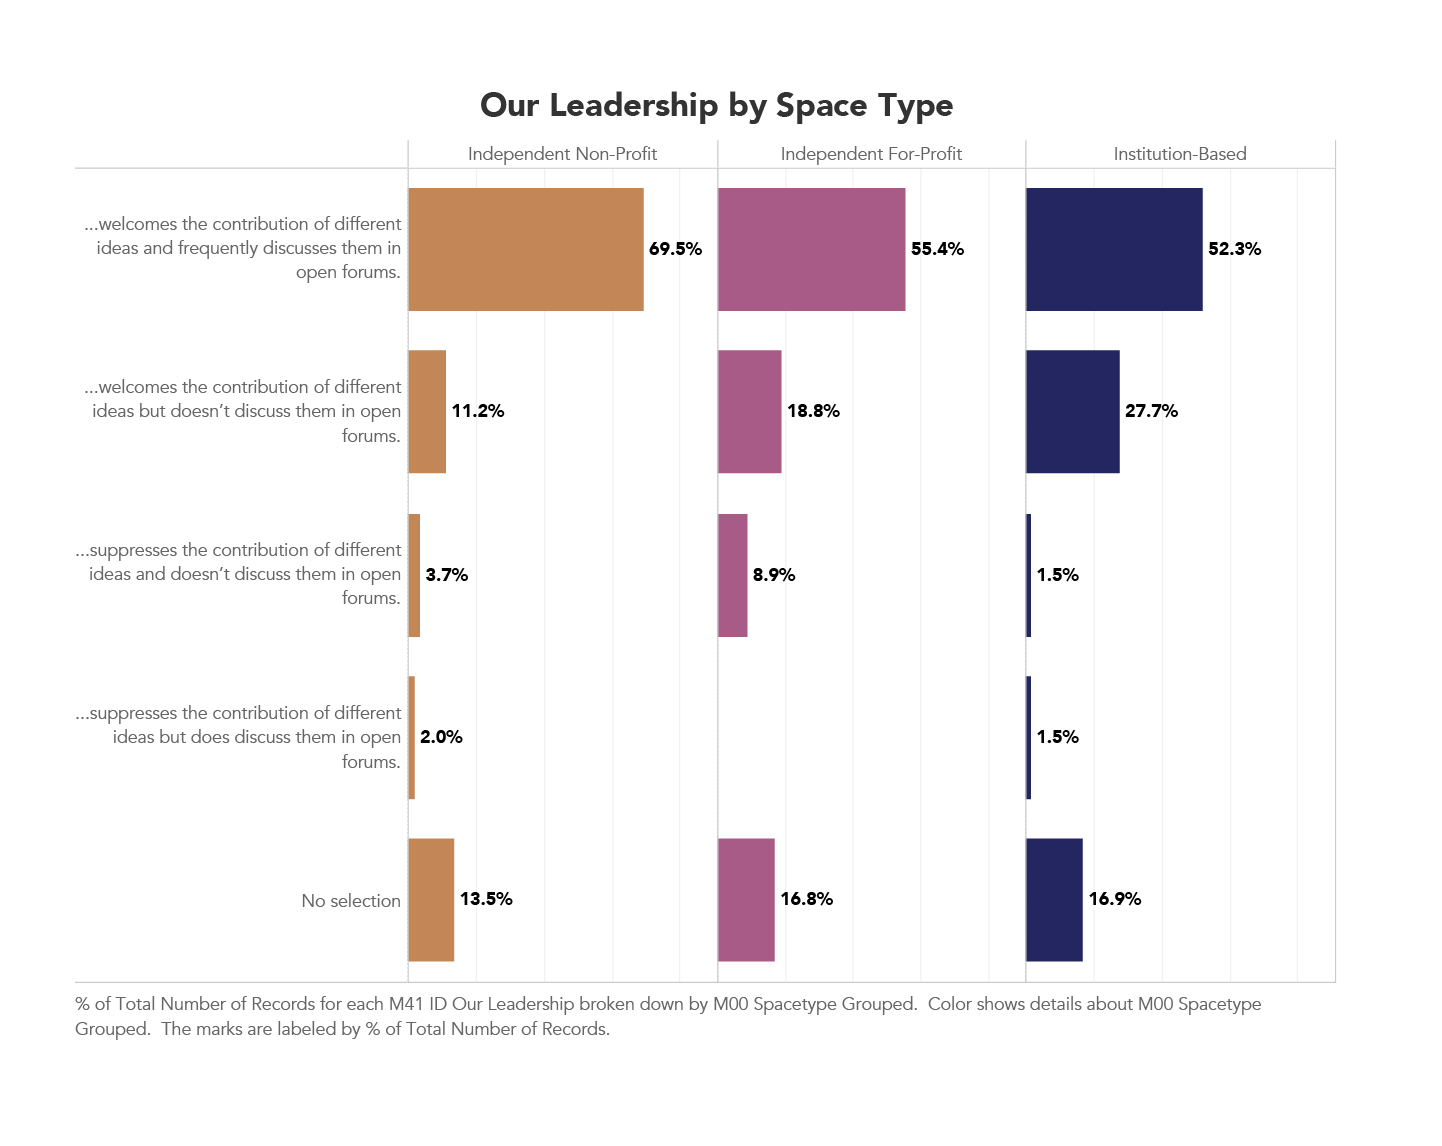 Our Leadership by Space Type
Independent Non-Profit
Independent For-Profit
Institution-Based
...welcomes the contribution of different
ideas and frequently discusses them in
open forums.
69.5%
55.4%
52.3%
...welcomes the contribution of different
ideas but doesn’t discuss them in open
forums.
11.2%
18.8%
27.7%
...suppresses the contribution of different
ideas and doesn’t discuss them in open
forums.
3.7%
8.9%
1.5%
...suppresses the contribution of different
ideas but does discuss them in open
forums.
2.0%
1.5%
No selection
13.5%
16.8%
16.9%
% of Total Number of Records for each M41 ID Our Leadership broken down by M00 Spacetype Grouped.  Color shows details about M00 Spacetype
Grouped.  The marks are labeled by % of Total Number of Records.